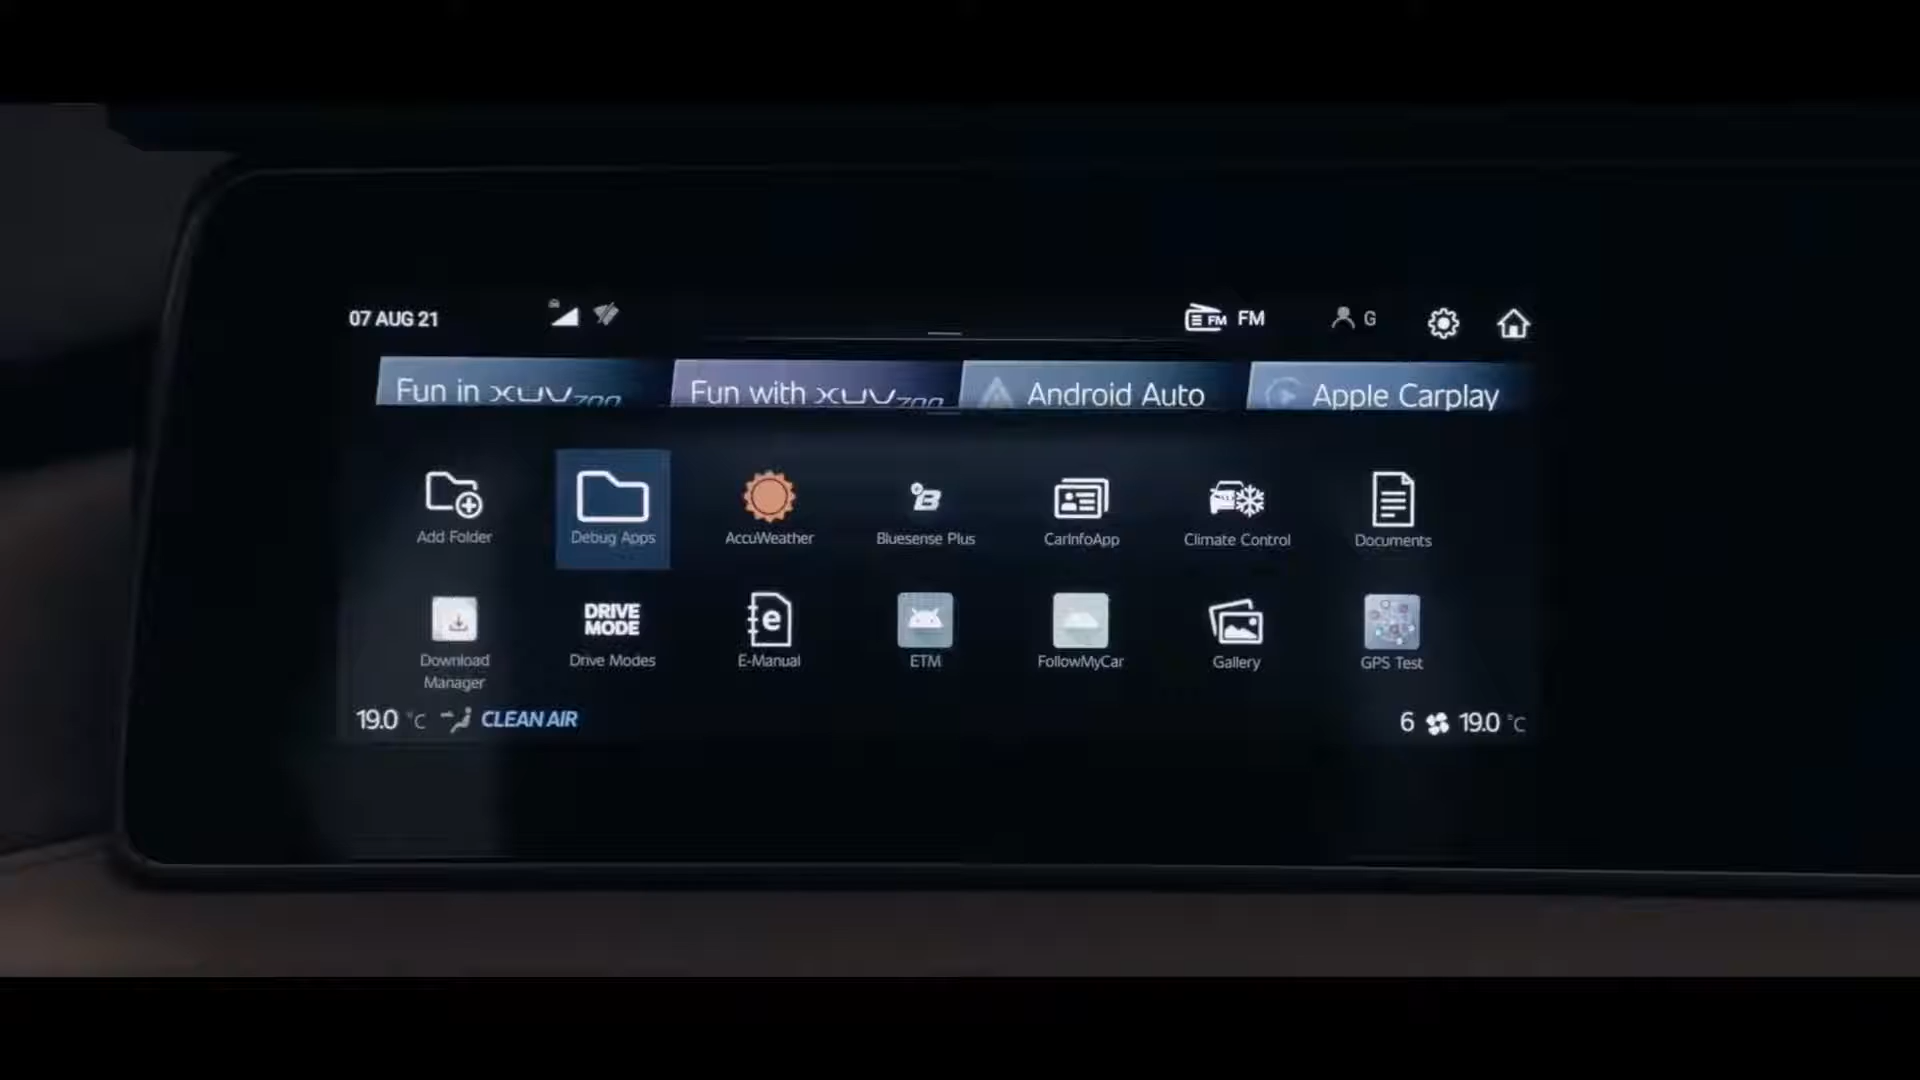 07 AUG 21
FM FM
G
Fun in XUV700
Fun with XUV700
Android Auto
Apple Carplay
Add Folder
Debug Apps
AccuWeather
B
Bluesense Plus
CarInfoApp
Climate Control
Documents
Download
Manager
DRIVE
MODE
Drive Modes
e
E-Manual
ETM
FollowMyCar
Gallery
GPS Test
19.0 °C CLEAN AIR
6 19.0 °C